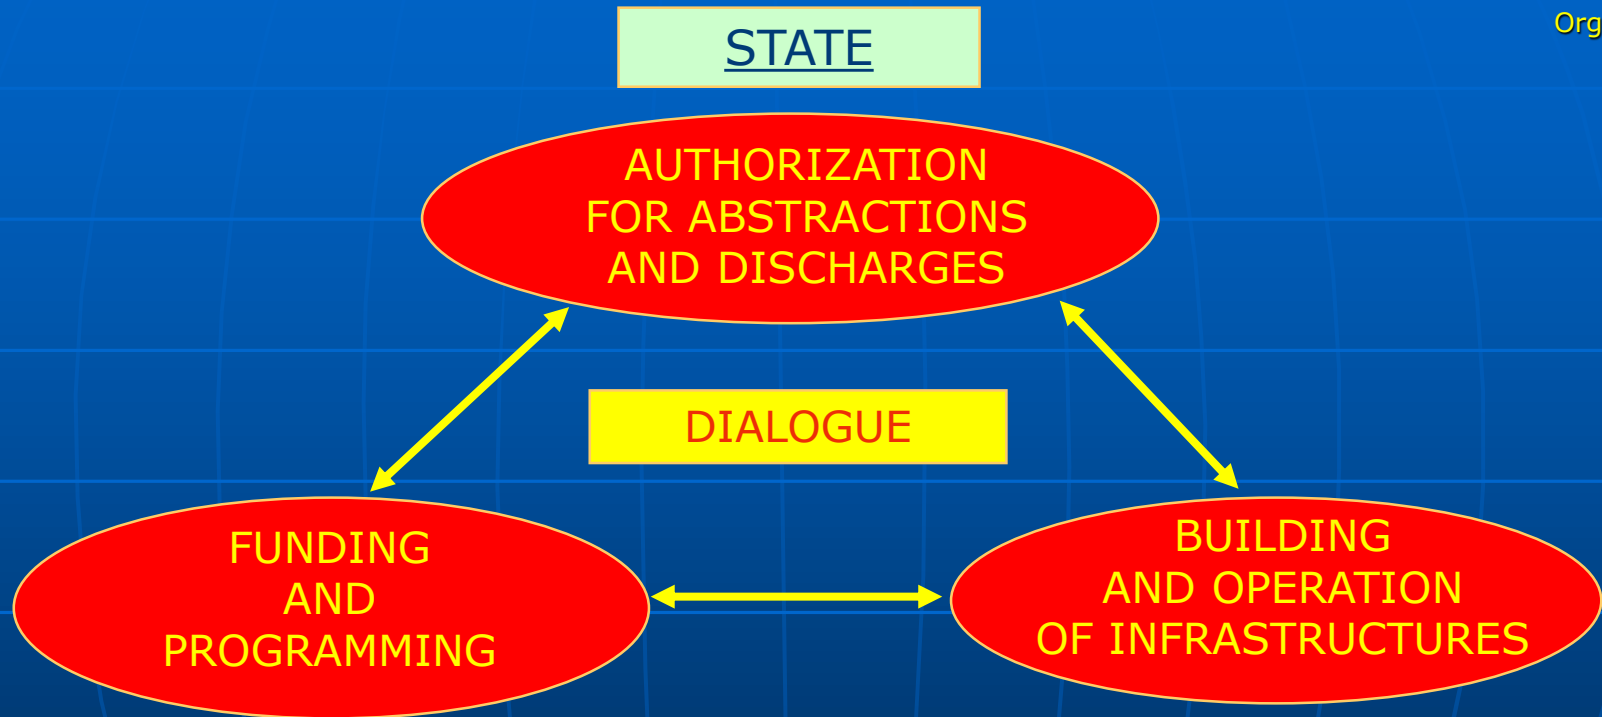 Org
STATE
AUTHORIZATION
FOR ABSTRACTIONS
AND DISCHARGES
DIALOGUE
FUNDING
AND
PROGRAMMING
BUILDING
AND OPERATION
OF INFRASTRUCTURES